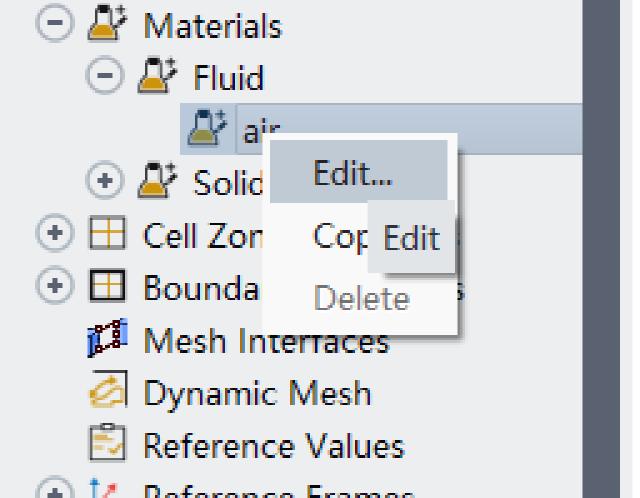 Materials
Fluid
air
Edit...
Solid
Cell Zon
Cop
Edit
Bounda
s
Delete
Mesh Interfaces
Dynamic Mesh
Reference Values
Reference Frames